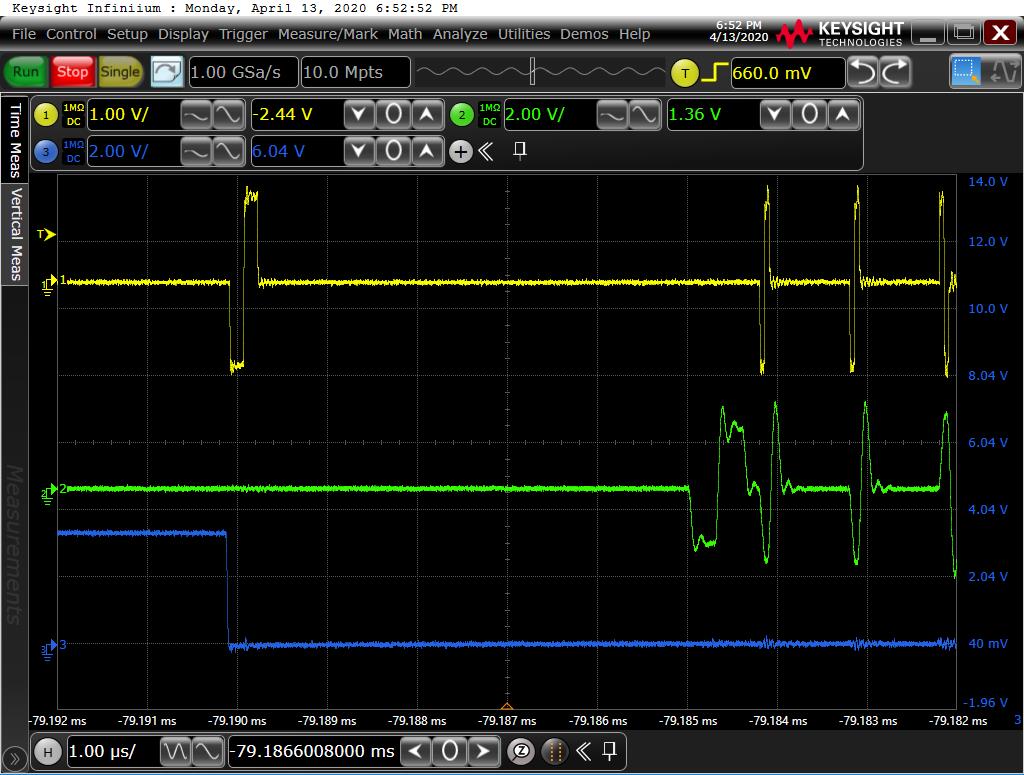 Keysight Infiniium : Monday, April 13, 2020 6:52:52 PM
File Control Setup Display Trigger Measure/Mark Math Analyze Utilities Demos Help
6:52 PM
4/13/2020
KEYSIGHT
TECHNOLOGIES
Run Stop Single 1.00 GSa/s 10.0 Mpts T 660.0 mV
1 1MΩ DC 1.00 V/ -2.44 V 2 1MΩ DC 2.00 V/ 1.36 V
3 1MΩ DC 2.00 V/ 6.04 V
Time Meas
Vertical Meas
Measurements
14.0 V
T
12.0 V
1 1
10.0 V
8.04 V
6.04 V
2 2
4.04 V
2.04 V
3 3
40 mV
-1.96 V
-79.192 ms -79.191 ms -79.190 ms -79.189 ms -79.188 ms -79.187 ms -79.186 ms -79.185 ms -79.184 ms -79.183 ms -79.182 ms 3
H 1.00 µs/ -79.1866008000 ms 0 Z